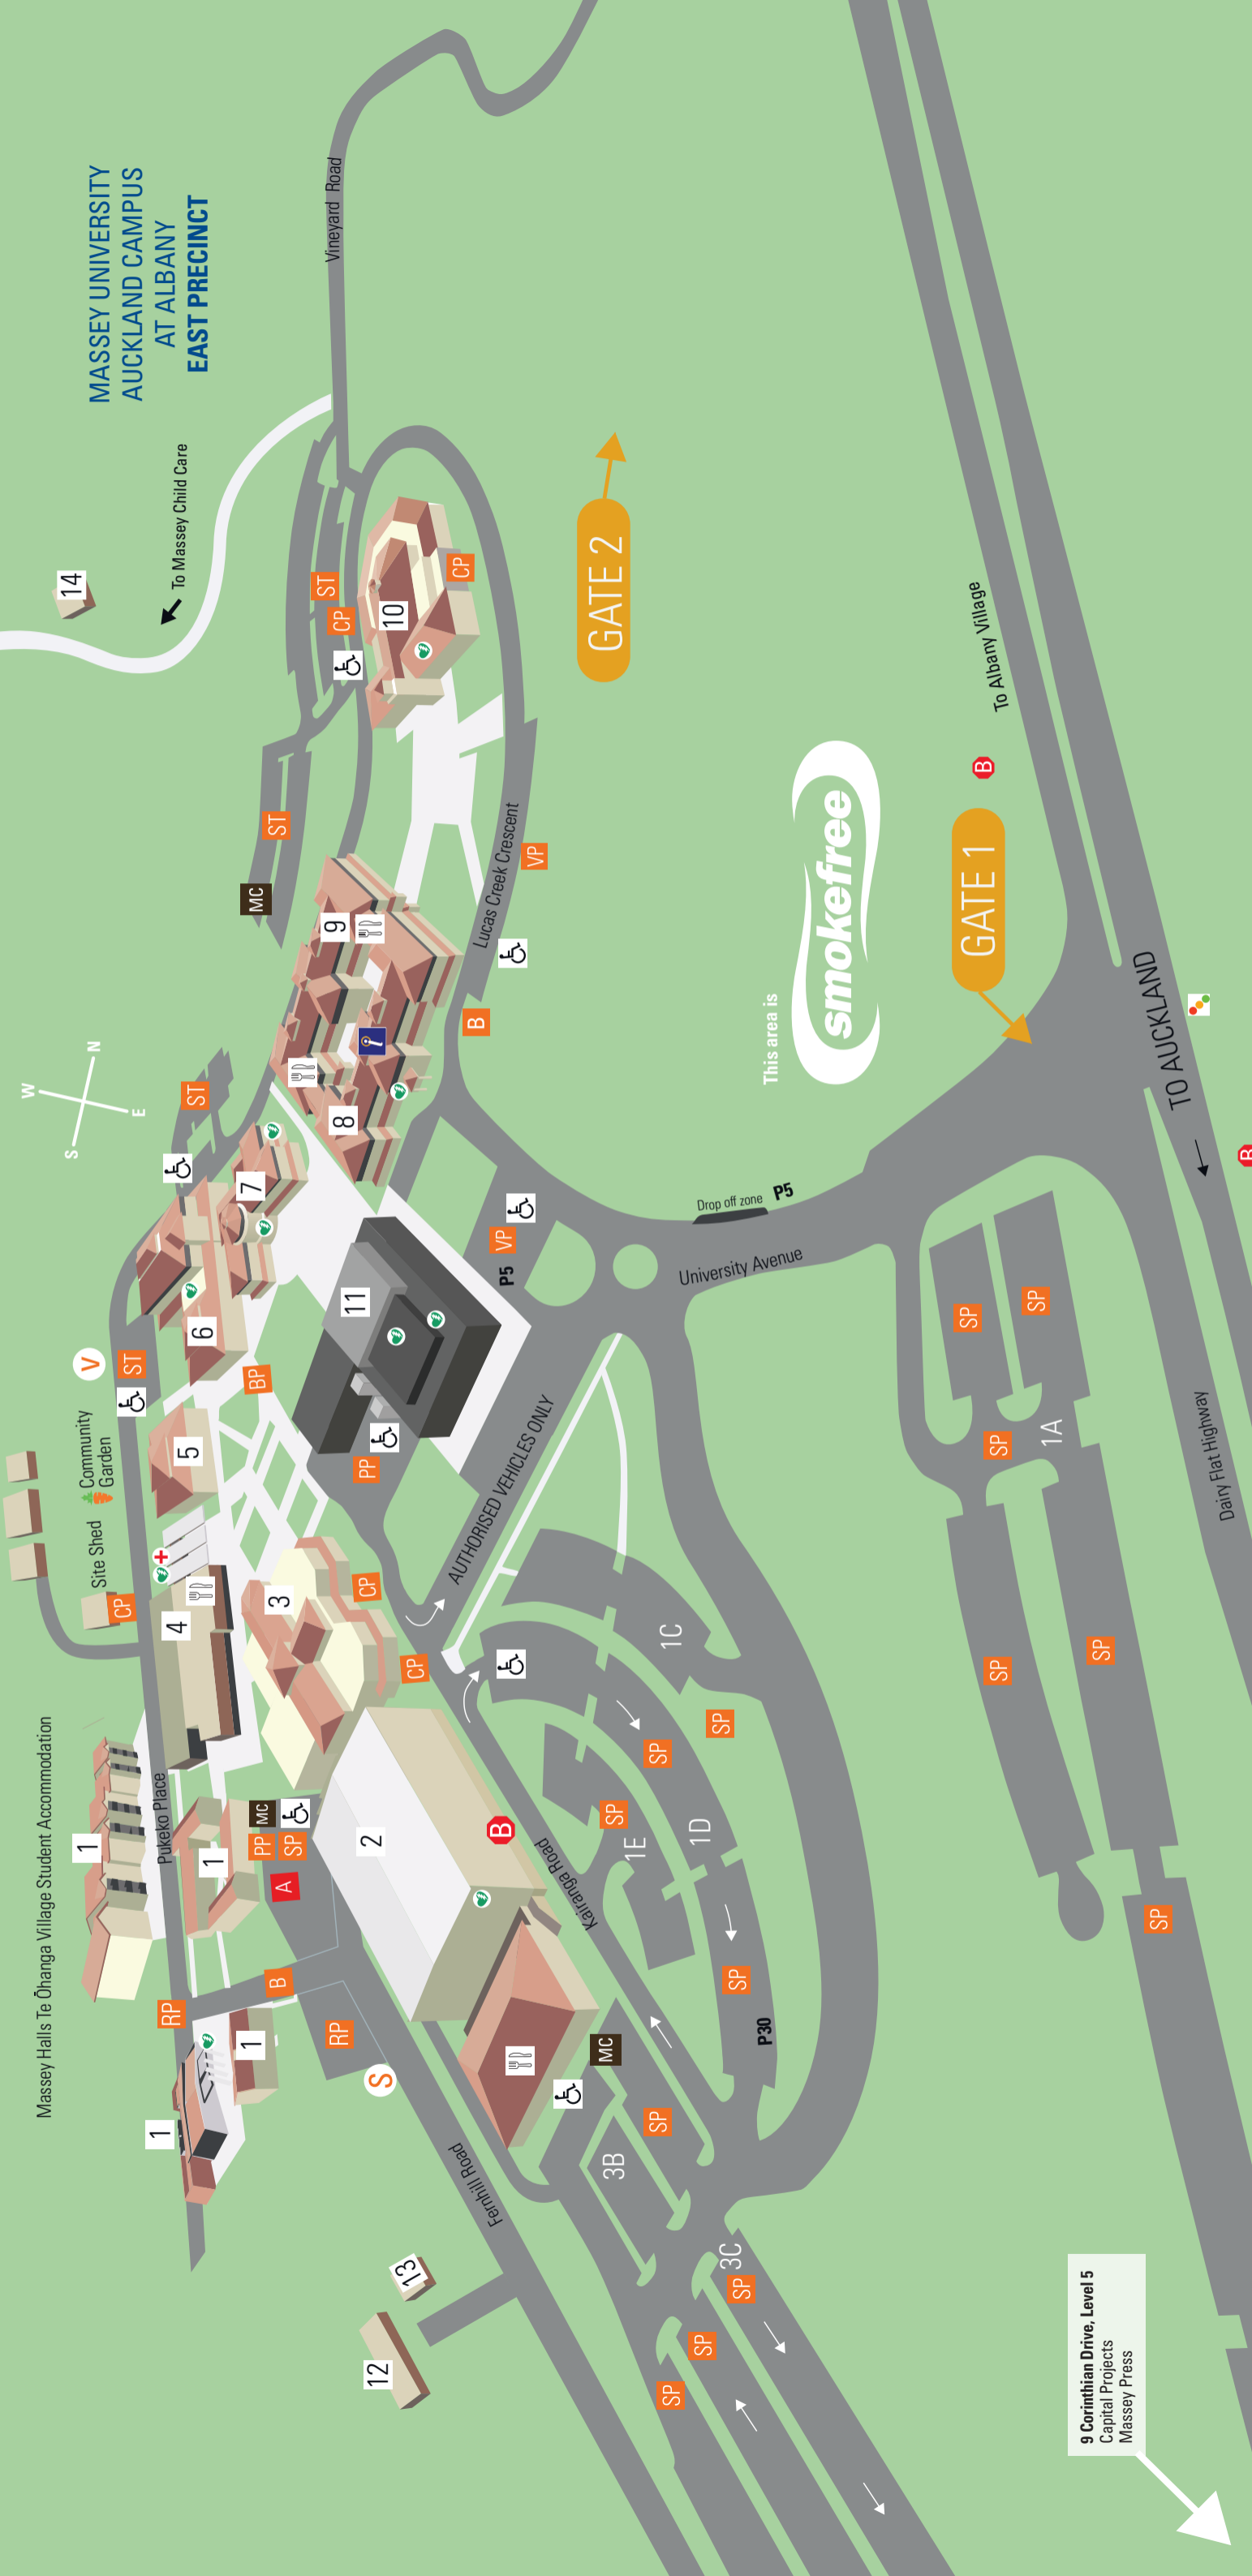 MASSEY UNIVERSITY
AUCKLAND CAMPUS
AT ALBANY
EAST PRECINCT
Vineyard Road
To Massey Child Care
14
ST
CP
10
CP
GATE 2
To Albany Village
B
GATE 1
This area is
smokefree
TO AUCKLAND
B
Dairy Flat Highway
ST
MC
9
Lucas Creek Crescent
VP
B
8
W
N
S
E
ST
7
V
ST
6
BP
11
P5
VP
PP
Drop off zone
P5
University Avenue
AUTHORISED VEHICLES ONLY
5
Community
Garden
Site Shed
CP
4
3
CP
CP
Massey Halls Te Ōhanga Village Student Accommodation
1
Pukeko Place
1
MC
PP
SP
A
2
B
Kairanga Road
RP
B
RP
1
1
S
Fernhill Road
MC
13
12
1C
SP
SP
1D
SP
1E
SP
P30
3B
SP
3C
SP
SP
SP
SP
SP
SP
1A
SP
SP
SP
9 Corinthian Drive, Level 5
Capital Projects
Massey Press